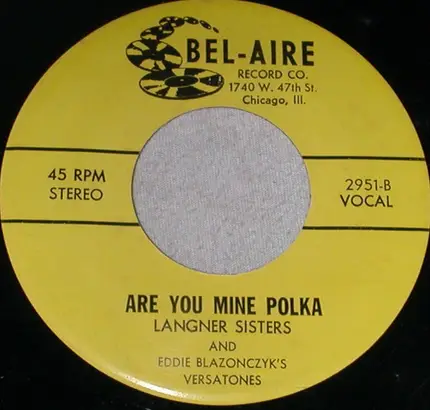 BEL-AIRE
RECORD CO.
1740 W. 47th St.
Chicago, Ill.
45 RPM
STEREO
2951-B
VOCAL
ARE YOU MINE POLKA
LANGNER SISTERS
AND
EDDIE BLAZONCZYK'S
VERSATONES